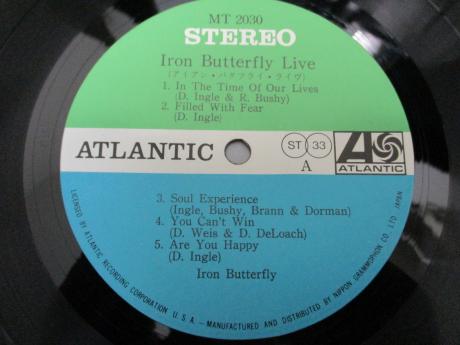 MT 2030
STEREO
Iron Butterfly Live
(アイアン・バタフライ・ライヴ)
1. In The Time Of Our Lives
(D. Ingle & R. Bushy)
2. Filled With Fear
(D. Ingle)
ATLANTIC
ST 33
A
ATLANTIC
3. Soul Experience
(Ingle, Bushy, Brann & Dorman)
4. You Can't Win
(D. Weis & D. DeLoach)
5. Are You Happy
(D. Ingle)
Iron Butterfly
LICENSED BY ATLANTIC RECORDING CORPORATION U.S.A.—MANUFACTURED AND DISTRIBUTED BY NIPPON GRAMMOPHON CO. LTD. JAPAN